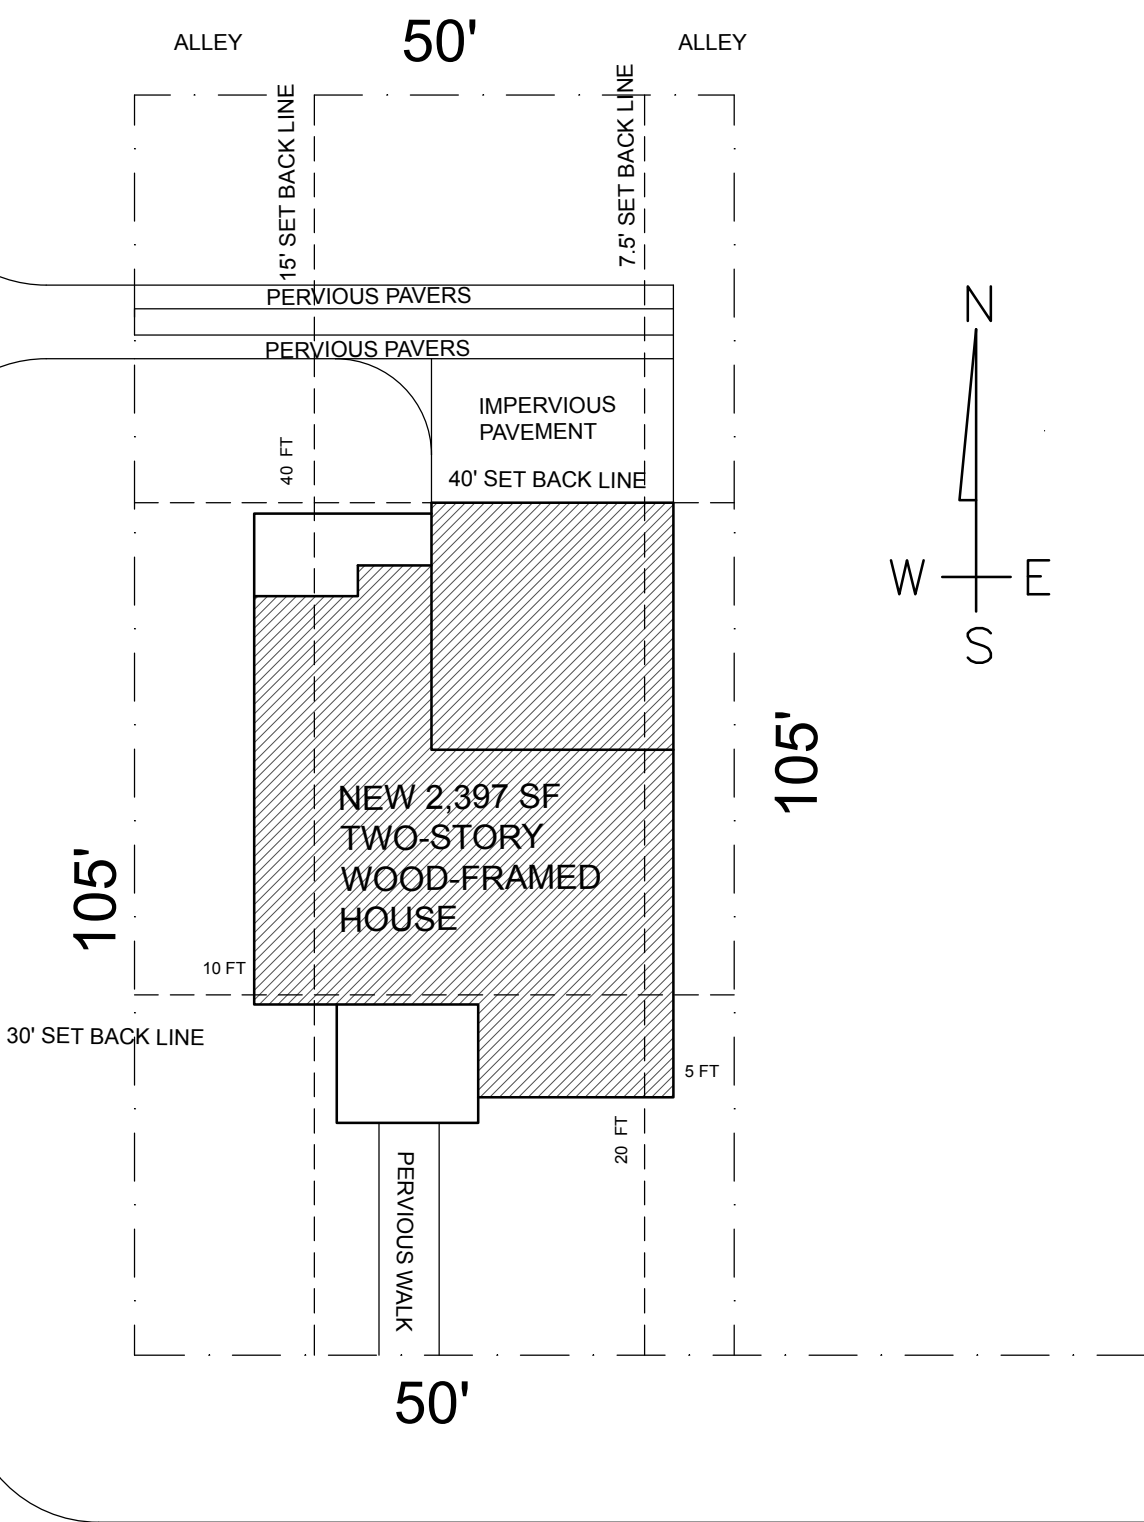 ALLEY
50'
ALLEY
15' SET BACK LINE
7.5' SET BACK LINE
PERVIOUS PAVERS
PERVIOUS PAVERS
N
IMPERVIOUS
PAVEMENT
40 FT
40' SET BACK LINE
W
E
S
105'
NEW 2,397 SF
TWO-STORY
WOOD-FRAMED
HOUSE
105'
10 FT
30' SET BACK LINE
5 FT
20 FT
PERVIOUS WALK
50'